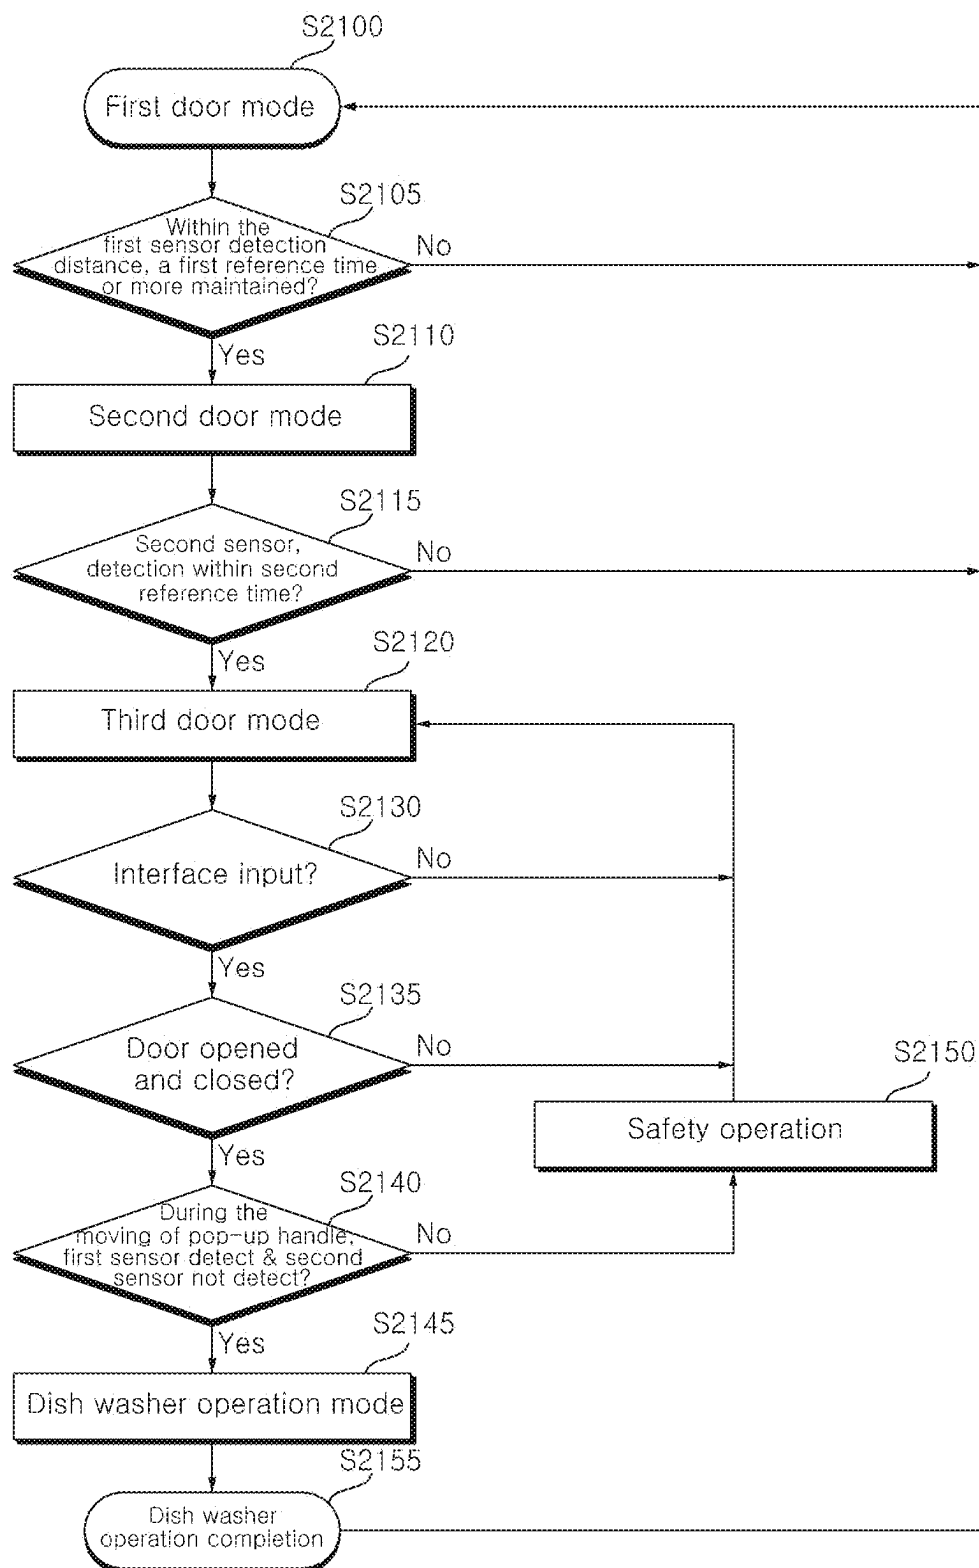 S2100
First door mode
S2105
Within the
first sensor detection
distance, a first reference time
or more maintained?
No
Yes
S2110
Second door mode
S2115
Second sensor,
detection within second
reference time?
No
Yes
S2120
Third door mode
S2130
Interface input?
No
Yes
S2135
Door opened
and closed?
No
S2150
Safety operation
Yes
S2140
During the
moving of pop-up handle,
first sensor detect & second
sensor not detect?
No
Yes
S2145
Dish washer operation mode
S2155
Dish washer
operation completion